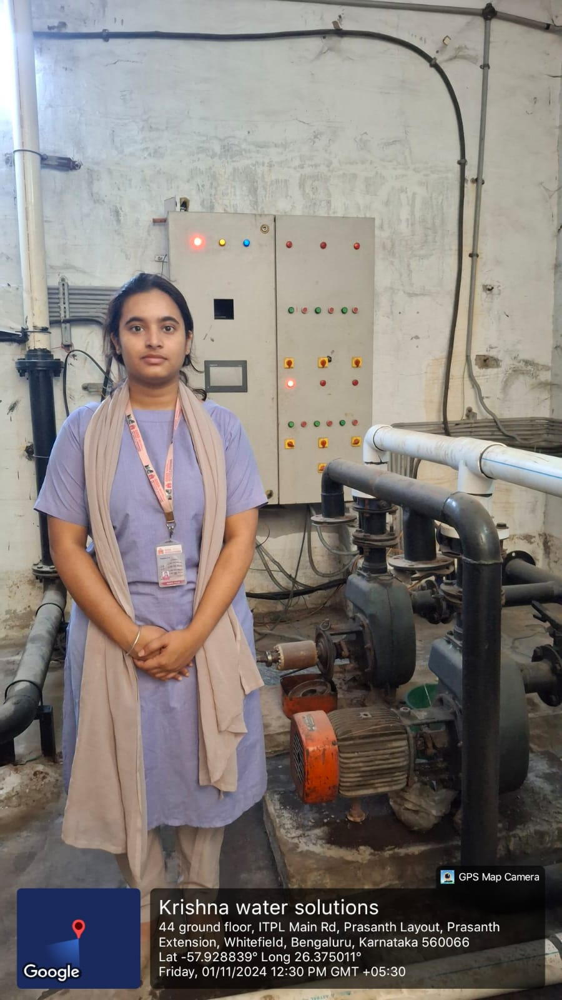 GPS Map Camera
Krishna water solutions
44 ground floor, ITPL Main Rd, Prasanth Layout, Prasanth
Extension, Whitefield, Bengaluru, Karnataka 560066
Lat -57.928839° Long 26.375011°
Friday, 01/11/2024 12:30 PM GMT +05:30
Google